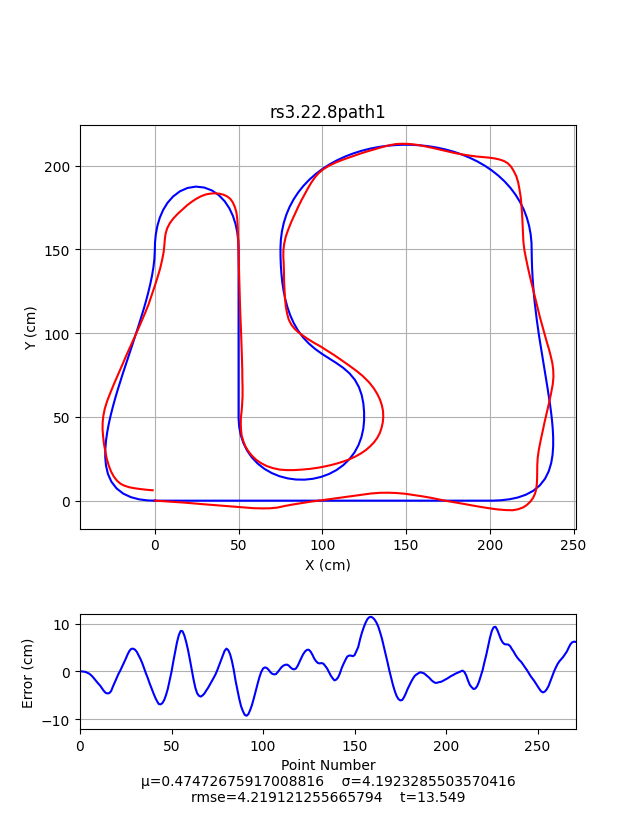 rs3.22.8path1
200
150
100
50
0
Y (cm)
0 50 100 150 200 250
X (cm)
10
0
−10
Error (cm)
0 50 100 150 200 250
Point Number
μ=0.47472675917008816 σ=4.1923285503570416
rmse=4.219121255665794 t=13.549